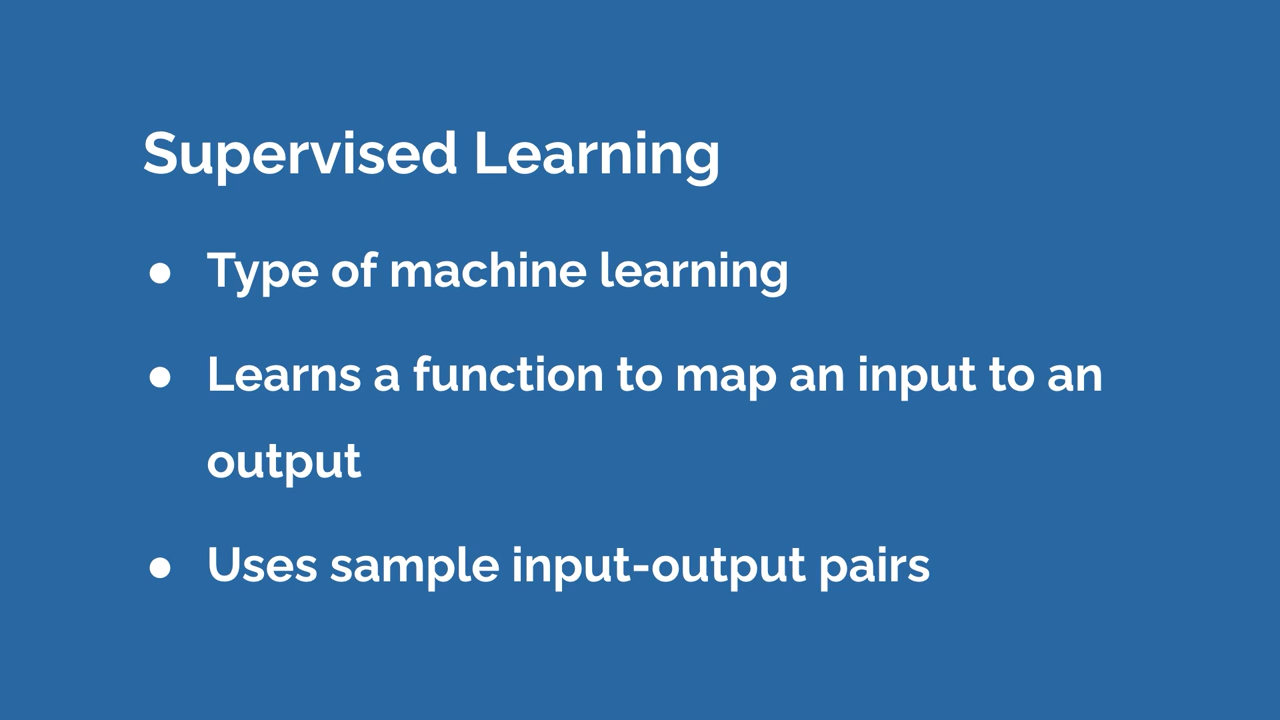 Supervised Learning
● Type of machine learning
● Learns a function to map an input to an
output
● Uses sample input-output pairs